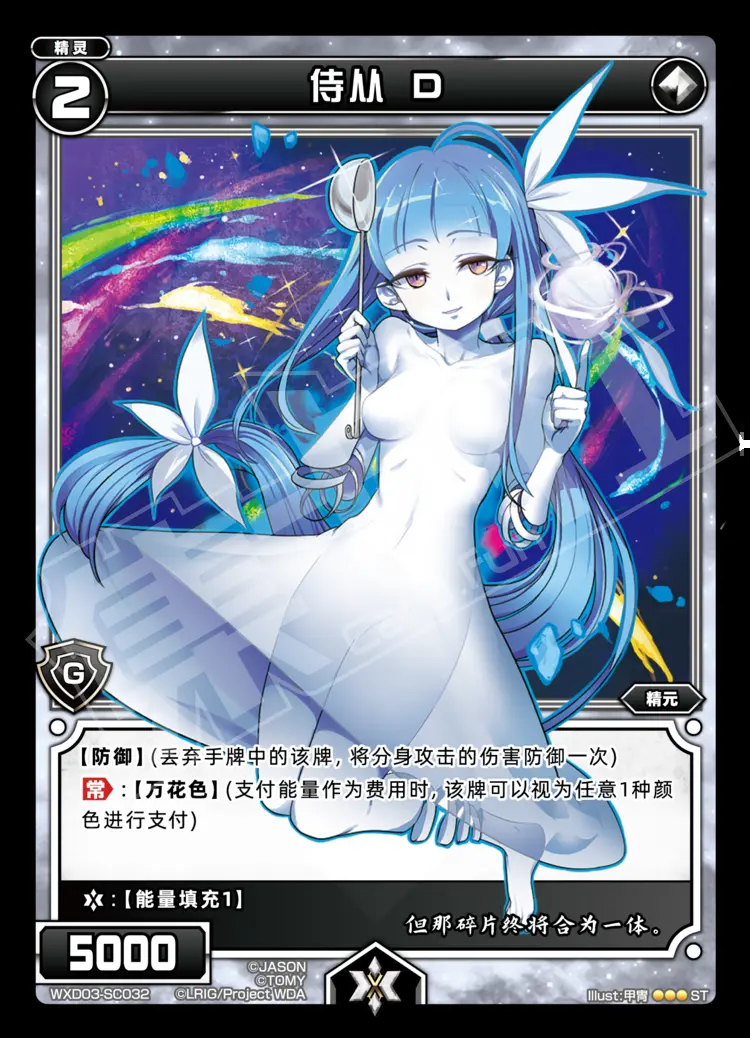 精灵
2
侍从 D
G
精元
【防御】(丢弃手牌中的该牌, 将分身攻击的伤害防御一次)
常:【万花色】(支付能量作为费用时, 该牌可以视为任意1种颜
色进行支付)
:【能量填充1】
但那碎片终将合为一体。
5000
©JASON
©TOMY
WXD03-SC032 ©LRIG/Project WDA
Illust:甲冑 ST